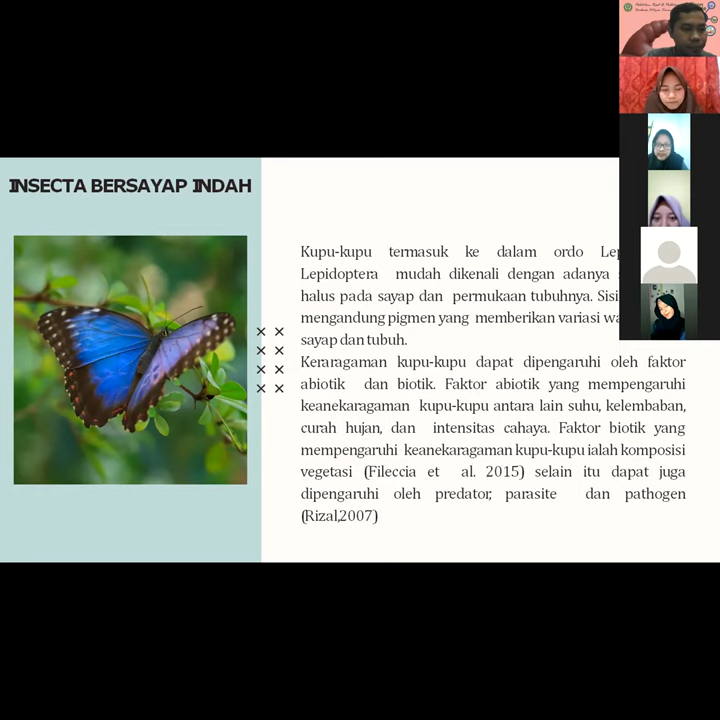 INSECTA BERSAYAP INDAH
Kupu-kupu termasuk ke dalam ordo
Lepidoptera mudah dikenali dengan adanya
halus pada sayap dan permukaan tubuhnya.
mengandung pigmen yang memberikan variasi
sayap dan tubuh.
Keraragaman kupu-kupu dapat dipengaruhi oleh faktor
abiotik dan biotik. Faktor abiotik yang mempengaruhi
keanekaragaman kupu-kupu antara lain suhu, kelembaban,
curah hujan, dan intensitas cahaya. Faktor biotik yang
mempengaruhi keanekaragaman kupu-kupu ialah komposisi
vegetasi (Fileccia et al. 2015) selain itu dapat juga
dipengaruhi oleh predator, parasite dan pathogen
(Rizal,2007)